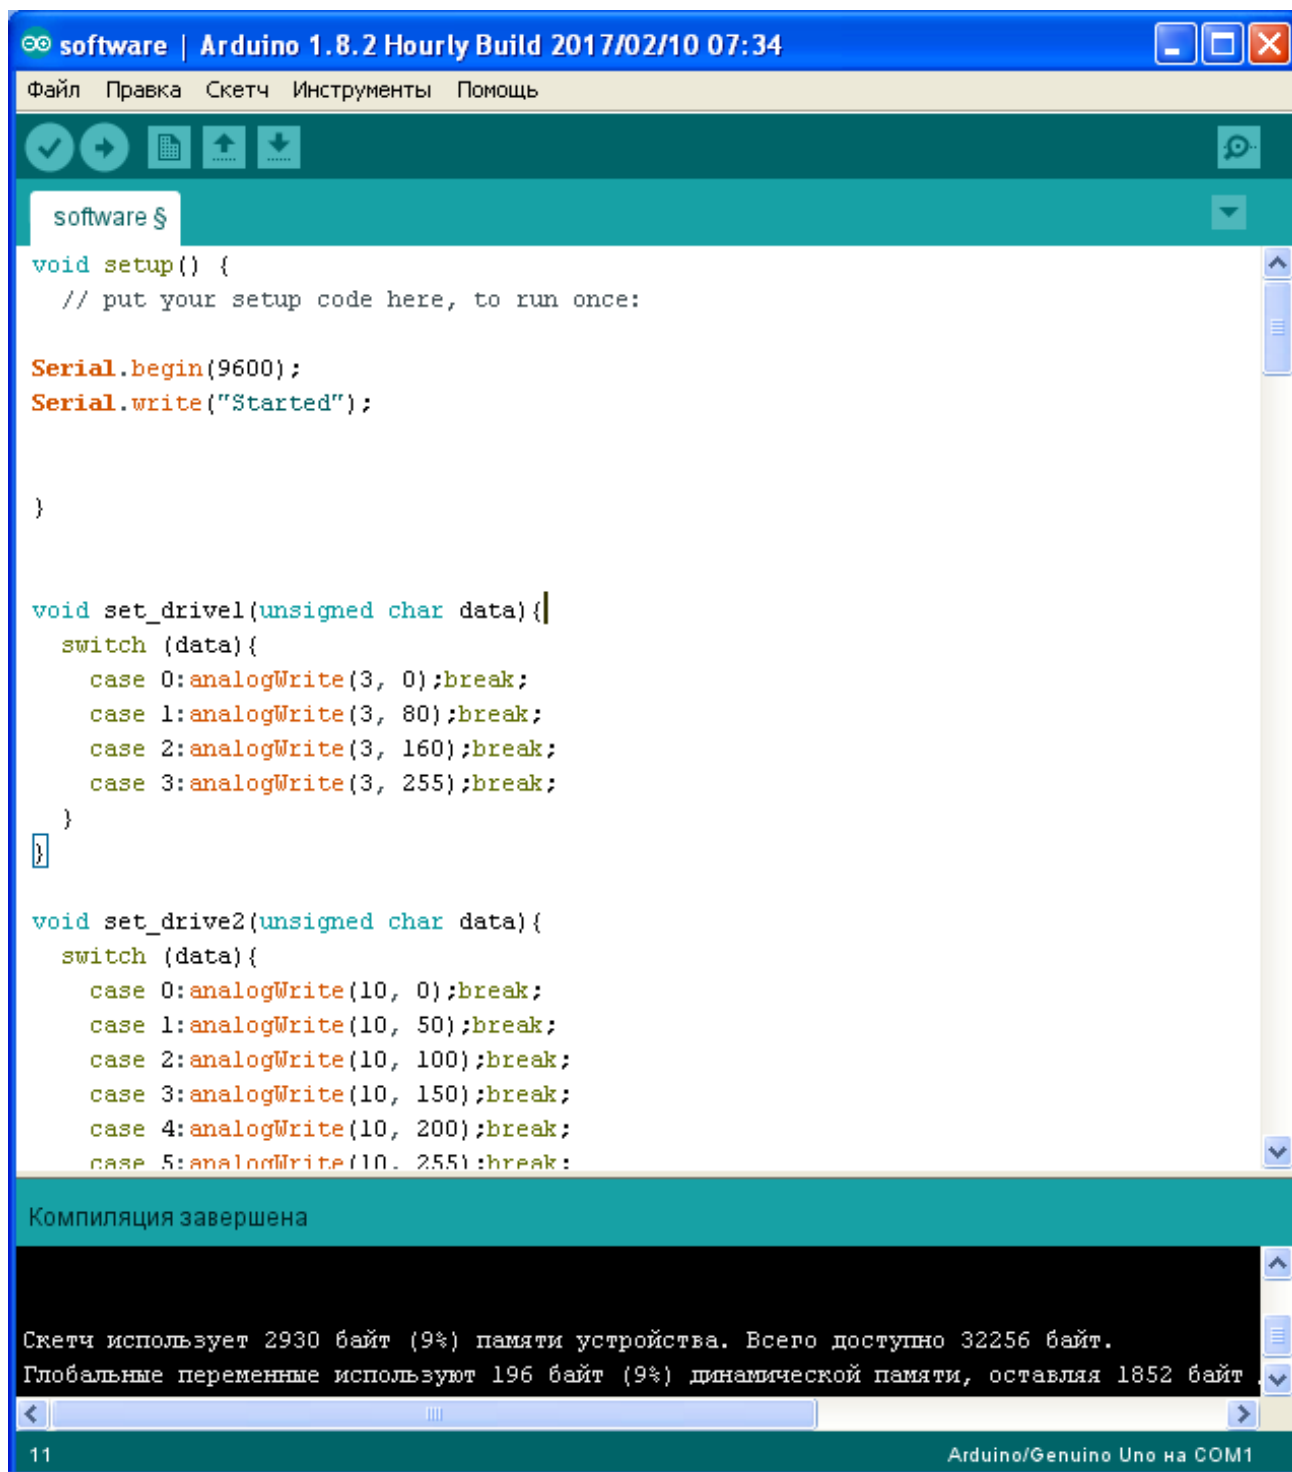 software | Arduino 1.8.2 Hourly Build 2017/02/10 07:34
Файл Правка Скетч Инструменты Помощь
software §
void setup() {
  // put your setup code here, to run once:
Serial.begin(9600);
Serial.write("Started");
}
void set_drive1(unsigned char data){
  switch (data){
    case 0:analogWrite(3, 0);break;
    case 1:analogWrite(3, 80);break;
    case 2:analogWrite(3, 160);break;
    case 3:analogWrite(3, 255);break;
  }
}
void set_drive2(unsigned char data){
  switch (data){
    case 0:analogWrite(10, 0);break;
    case 1:analogWrite(10, 50);break;
    case 2:analogWrite(10, 100);break;
    case 3:analogWrite(10, 150);break;
    case 4:analogWrite(10, 200);break;
    case 5:analogWrite(10, 255);break;
Компиляция завершена
Скетч использует 2930 байт (9%) памяти устройства. Всего доступно 32256 байт.
Глобальные переменные используют 196 байт (9%) динамической памяти, оставляя 1852 байт
11
Arduino/Genuino Uno на COM1